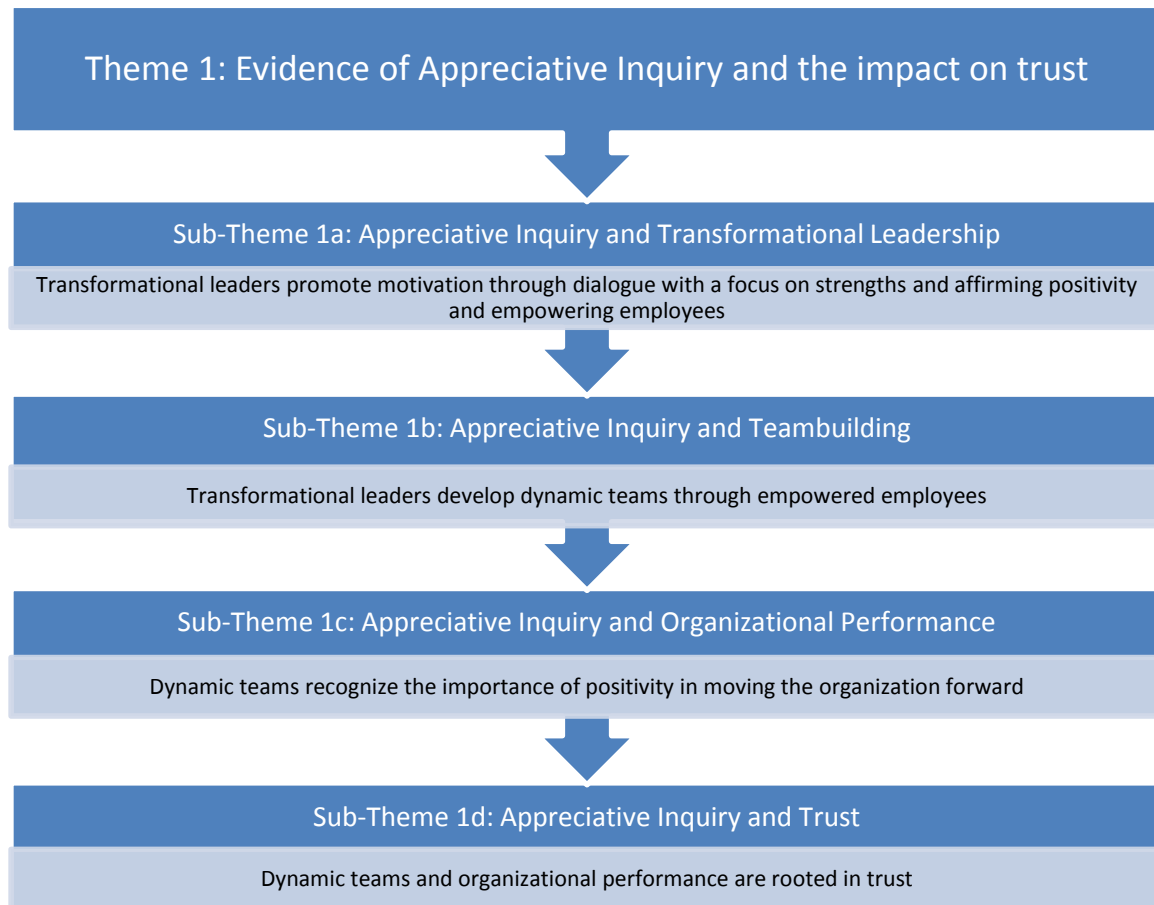 Theme 1: Evidence of Appreciative Inquiry and the impact on trust
Sub-Theme 1a: Appreciative Inquiry and Transformational Leadership
Transformational leaders promote motivation through dialogue with a focus on strengths and affirming positivity
and empowering employees
Sub-Theme 1b: Appreciative Inquiry and Teambuilding
Transformational leaders develop dynamic teams through empowered employees
Sub-Theme 1c: Appreciative Inquiry and Organizational Performance
Dynamic teams recognize the importance of positivity in moving the organization forward
Sub-Theme 1d: Appreciative Inquiry and Trust
Dynamic teams and organizational performance are rooted in trust